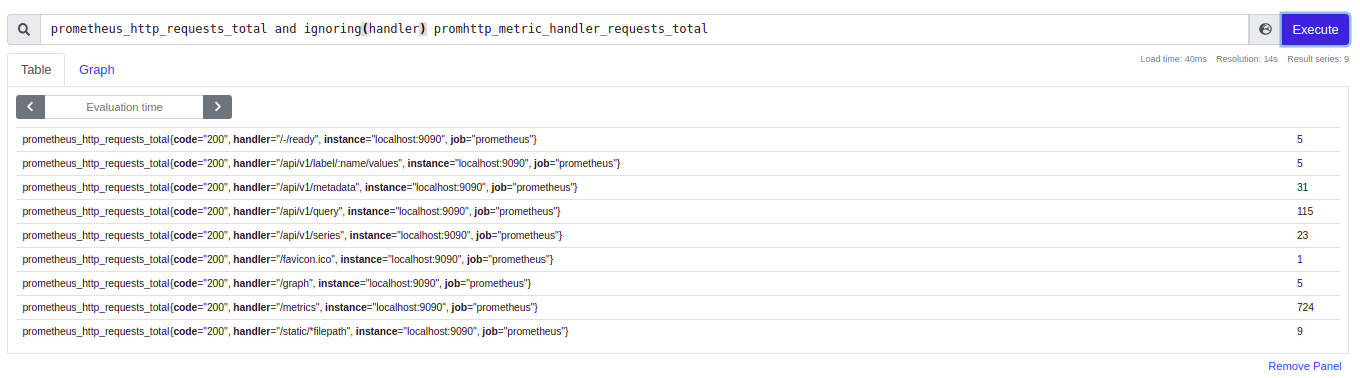 prometheus_http_requests_total and ignoring(handler) promhttp_metric_handler_requests_total
Execute
Table Graph
Load time: 40ms Resolution: 14s Result series: 9
Evaluation time
prometheus_http_requests_total{code="200", handler="/-/ready", instance="localhost:9090", job="prometheus"} 5
prometheus_http_requests_total{code="200", handler="/api/v1/label/:name/values", instance="localhost:9090", job="prometheus"} 5
prometheus_http_requests_total{code="200", handler="/api/v1/metadata", instance="localhost:9090", job="prometheus"} 31
prometheus_http_requests_total{code="200", handler="/api/v1/query", instance="localhost:9090", job="prometheus"} 115
prometheus_http_requests_total{code="200", handler="/api/v1/series", instance="localhost:9090", job="prometheus"} 23
prometheus_http_requests_total{code="200", handler="/favicon.ico", instance="localhost:9090", job="prometheus"} 1
prometheus_http_requests_total{code="200", handler="/graph", instance="localhost:9090", job="prometheus"} 5
prometheus_http_requests_total{code="200", handler="/metrics", instance="localhost:9090", job="prometheus"} 724
prometheus_http_requests_total{code="200", handler="/static/*filepath", instance="localhost:9090", job="prometheus"} 9
Remove Panel